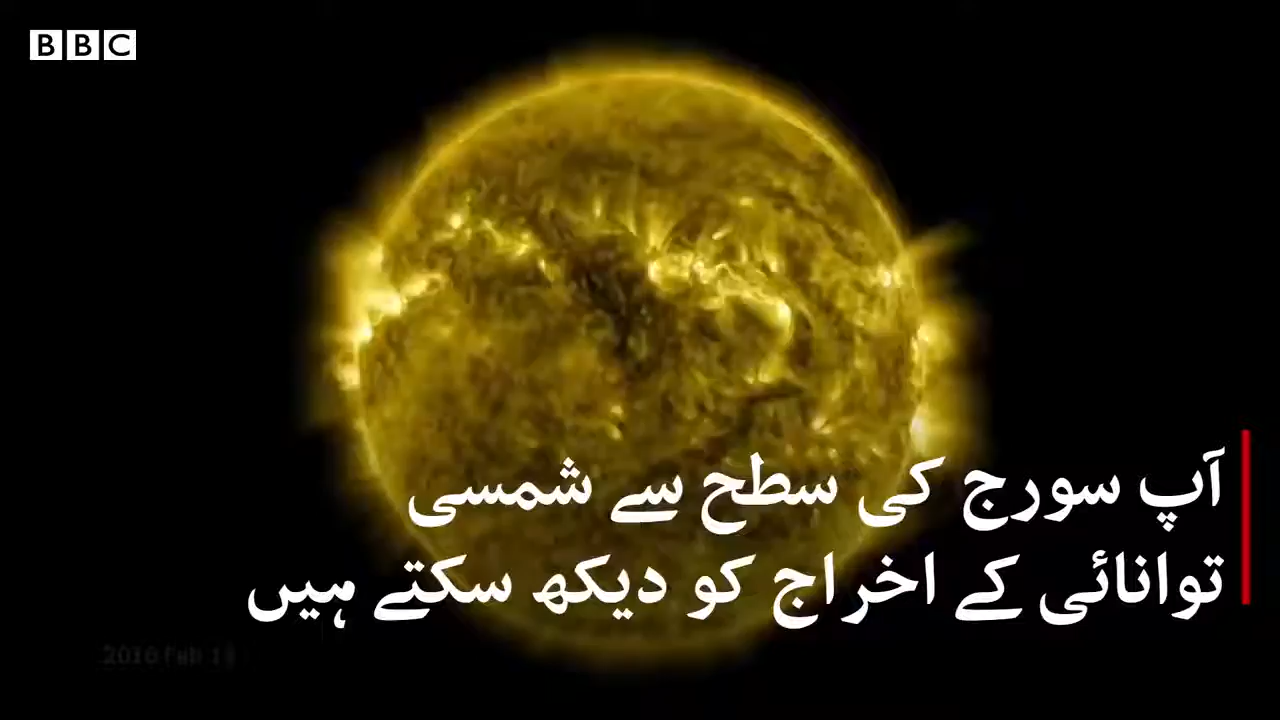 BBC
آپ سورج کی سطح سے شمسی
توانائی کے اخراج کو دیکھ سکتے ہیں